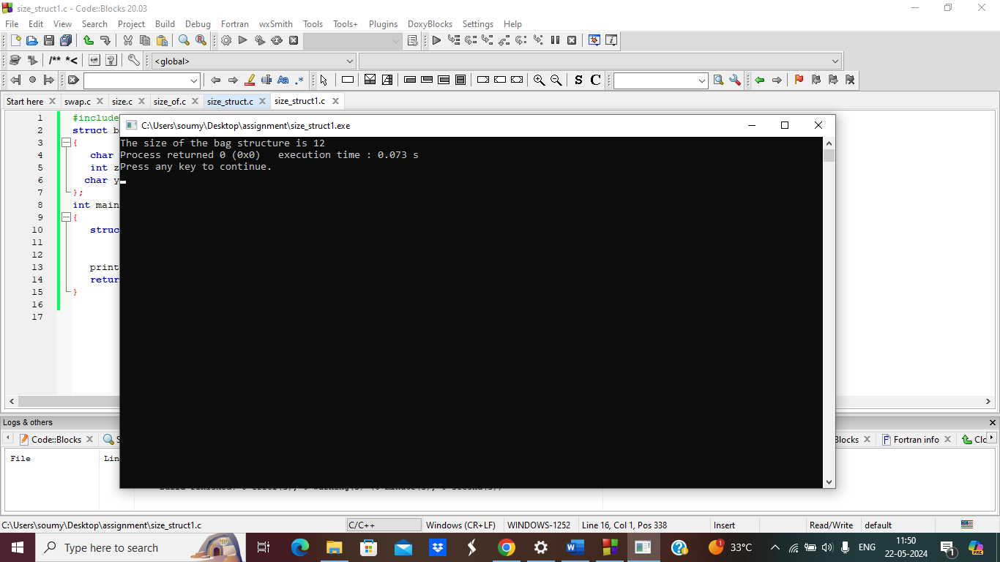 size_struct1.c - Code::Blocks 20.03
File Edit View Search Project Build Debug Fortran wxSmith Tools Tools+ Plugins DoxyBlocks Settings Help
/** *< <global>
Aa .* S C
Start here swap.c size.c size_of.c size_struct.c size_struct1.c
C:\Users\soumy\Desktop\assignment\size_struct1.exe
The size of the bag structure is 12
Process returned 0 (0x0) execution time : 0.073 s
Press any key to continue.
1 #include
2 struct b
3 {
4 char
5 int z
6 char y
7 };
8 int main
9 {
10 struc
11
12
13 print
14 retur
15 }
16
17
Logs & others
Code::Blocks S Blocks Fortran info Clo
File Lin
C:\Users\soumy\Desktop\assignment\size_struct1.c C/C++ Windows (CR+LF) WINDOWS-1252 Line 16, Col 1, Pos 338 Insert Read/Write default
Type here to search 1 33°C ENG 11:50 22-05-2024 1 PRE